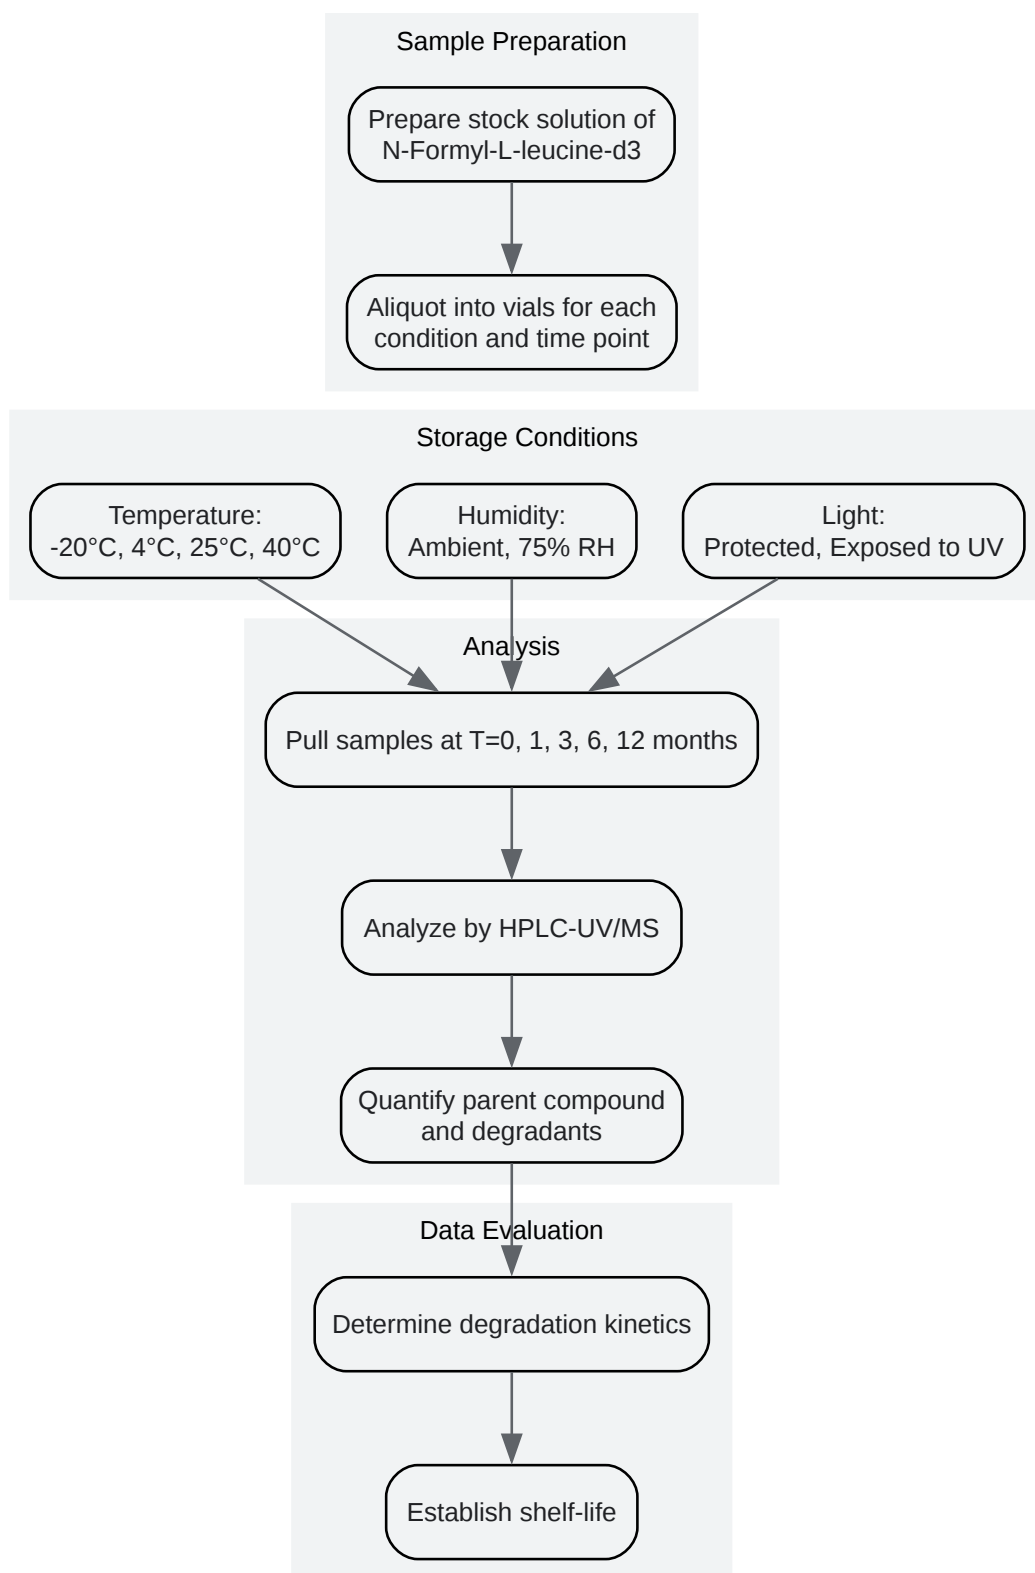 Sample Preparation
Prepare stock solution of
N-Formyl-L-leucine-d3
Aliquot into vials for each
condition and time point
Storage Conditions
Temperature:
-20°C, 4°C, 25°C, 40°C
Humidity:
Ambient, 75% RH
Light:
Protected, Exposed to UV
Analysis
Pull samples at T=0, 1, 3, 6, 12 months
Analyze by HPLC-UV/MS
Quantify parent compound
and degradants
Data Evaluation
Determine degradation kinetics
Establish shelf-life